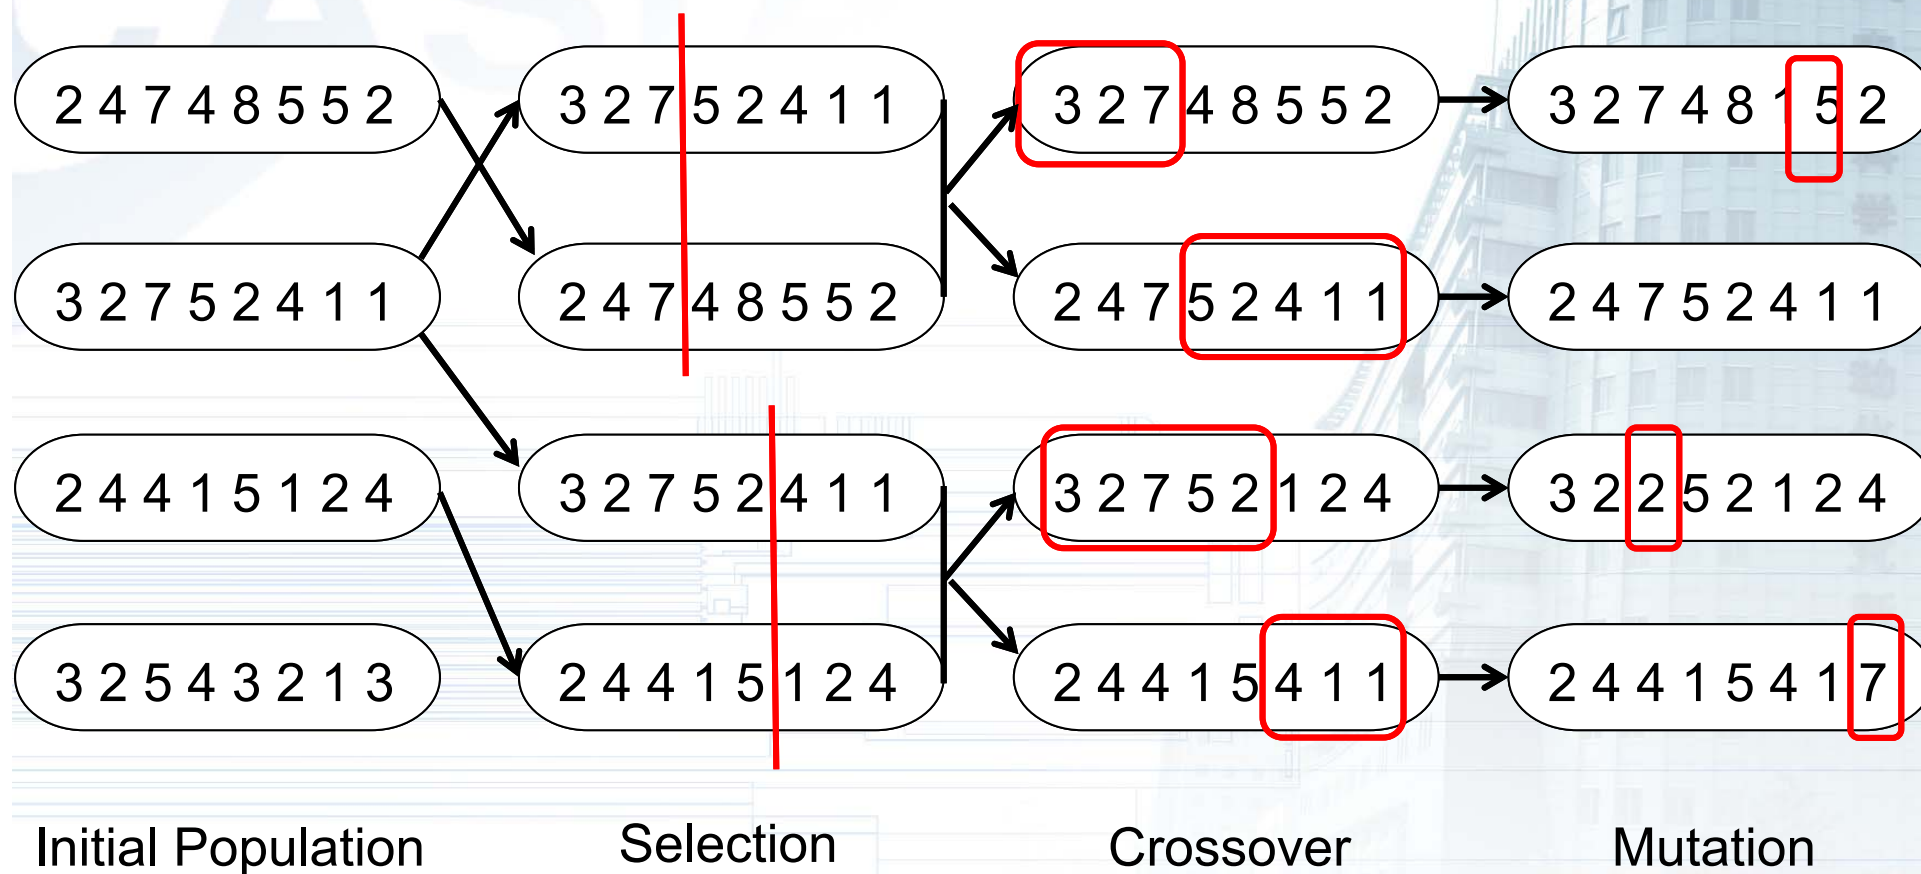 2 4 7 4 8 5 5 2
3 2 7 5 2 4 1 1
3 2 7 4 8 5 5 2
3 2 7 4 8 1 5 2
3 2 7 5 2 4 1 1
2 4 7 4 8 5 5 2
2 4 7 5 2 4 1 1
2 4 7 5 2 4 1 1
2 4 4 1 5 1 2 4
3 2 7 5 2 4 1 1
3 2 7 5 2 1 2 4
3 2 2 5 2 1 2 4
3 2 5 4 3 2 1 3
2 4 4 1 5 1 2 4
2 4 4 1 5 4 1 1
2 4 4 1 5 4 1 7
Initial Population
Selection
Crossover
Mutation